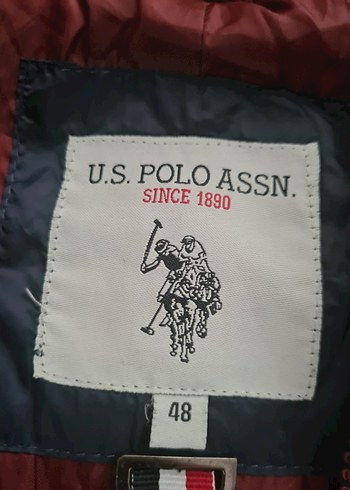 U.S. POLO ASSN.
SINCE 1890
48